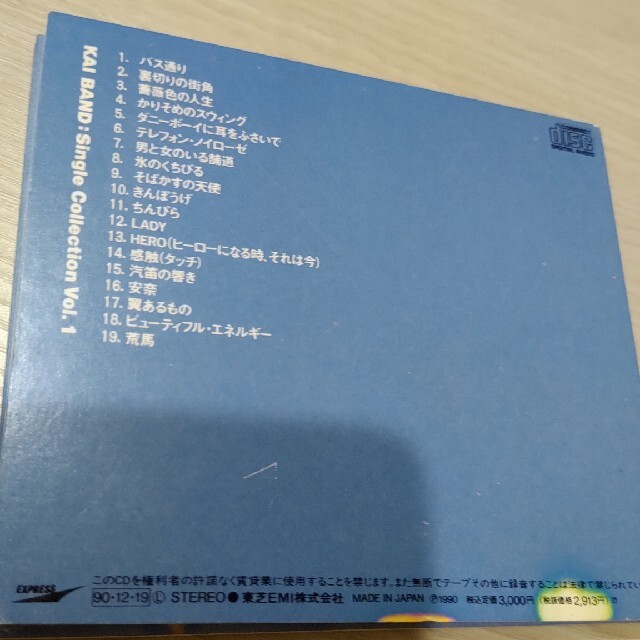 KAI BAND: Single Collection Vol. 1
1. バス通り
2. 裏切りの街角
3. 薔薇色の人生
4. かりそめのスウィング
5. ダニーボーイに耳をふさいで
6. テレフォン・ノイローゼ
7. 男と女のいる舗道
8. 氷のくちびる
9. そばかすの天使
10. きんぽうげ
11. ちんぴら
12. LADY
13. HERO(ヒーローになる時、それは今)
14. 感触(タッチ)
15. 汽笛の響き
16. 安奈
17. 翼あるもの
18. ビューティフル・エネルギー
19. 荒馬
COMPACT disc DIGITAL AUDIO
EXPRESS
このCDを権利者の許諾なく賃貸業に使用することを禁じます。また無断でテープその他に録音することは法律で禁じられてい
90・12・19 Ⓛ STEREO ● 東芝EMI株式会社 MADE IN JAPAN Ⓟ1990 税込定価3,000円(税抜価格2,913円)